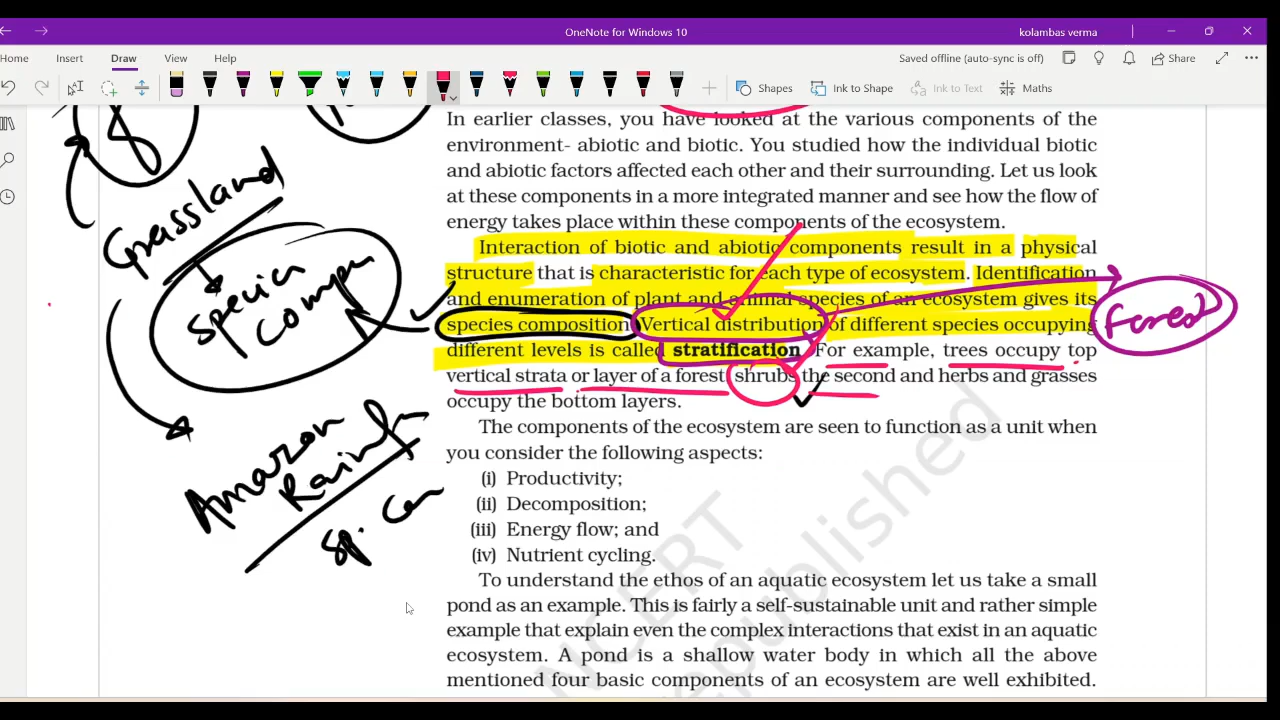 OneNote for Windows 10
kolambas verma
Home Insert Draw View Help
Saved offline (auto-sync is off)
Share
Shapes
Ink to Shape
Ink to Text
Maths
In earlier classes, you have looked at the various components of the
environment- abiotic and biotic. You studied how the individual biotic
and abiotic factors affected each other and their surrounding. Let us look
at these components in a more integrated manner and see how the flow of
energy takes place within these components of the ecosystem.
Interaction of biotic and abiotic components result in a physical
structure that is characteristic for each type of ecosystem. Identification
and enumeration of plant and animal species of an ecosystem gives its
species composition. Vertical distribution of different species occupying
different levels is called stratification. For example, trees occupy top
vertical strata or layer of a forest, shrubs the second and herbs and grasses
occupy the bottom layers.
The components of the ecosystem are seen to function as a unit when
you consider the following aspects:
(i) Productivity;
(ii) Decomposition;
(iii) Energy flow; and
(iv) Nutrient cycling.
To understand the ethos of an aquatic ecosystem let us take a small
pond as an example. This is fairly a self-sustainable unit and rather simple
example that explain even the complex interactions that exist in an aquatic
ecosystem. A pond is a shallow water body in which all the above
mentioned four basic components of an ecosystem are well exhibited.
Grassland
Species
Forest
Amazon
Sp.
NCERT
republished